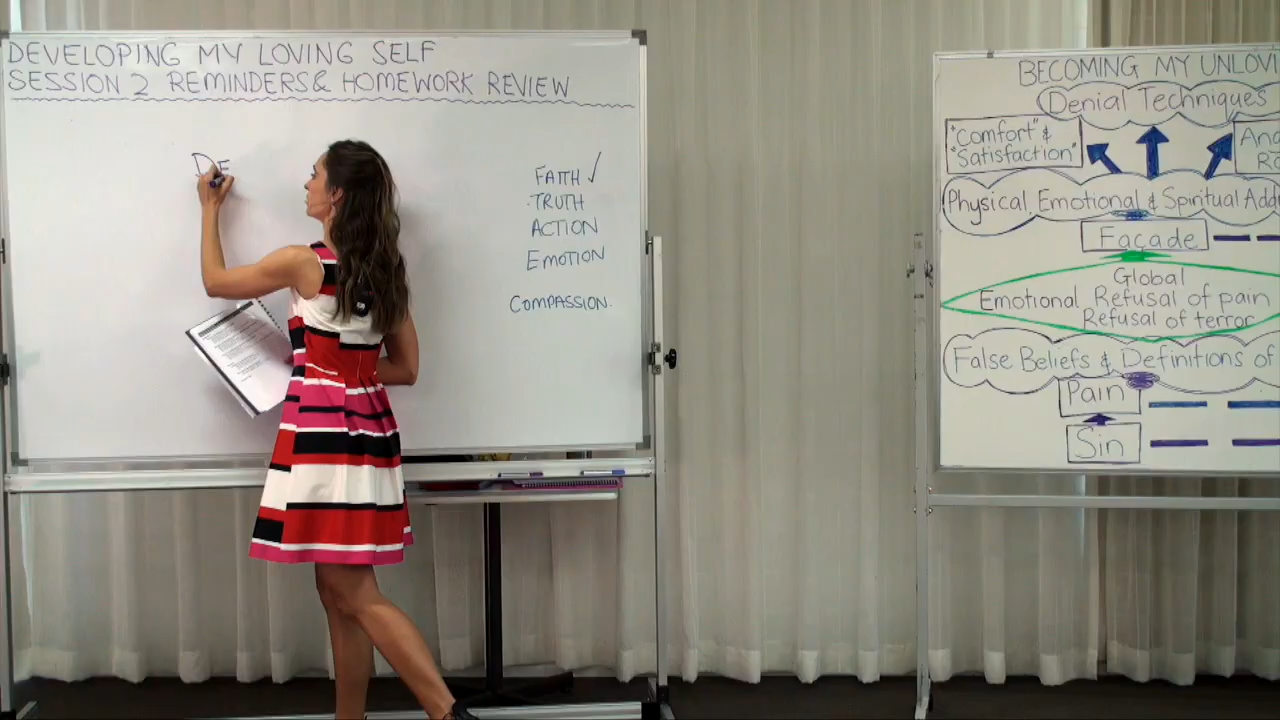 DEVELOPING MY LOVING SELF
SESSION 2 REMINDERS & HOMEWORK REVIEW
DE
FAITH ✓
TRUTH
ACTION
EMOTION
COMPASSION
BECOMING MY UNLOVI
Denial Techniques
"Comfort" &
"Satisfaction"
Physical Emotional & Spiritual Add
Façade
Global
Emotional Refusal of pain
Refusal of terror
False Beliefs & Definitions of
Pain
Sin